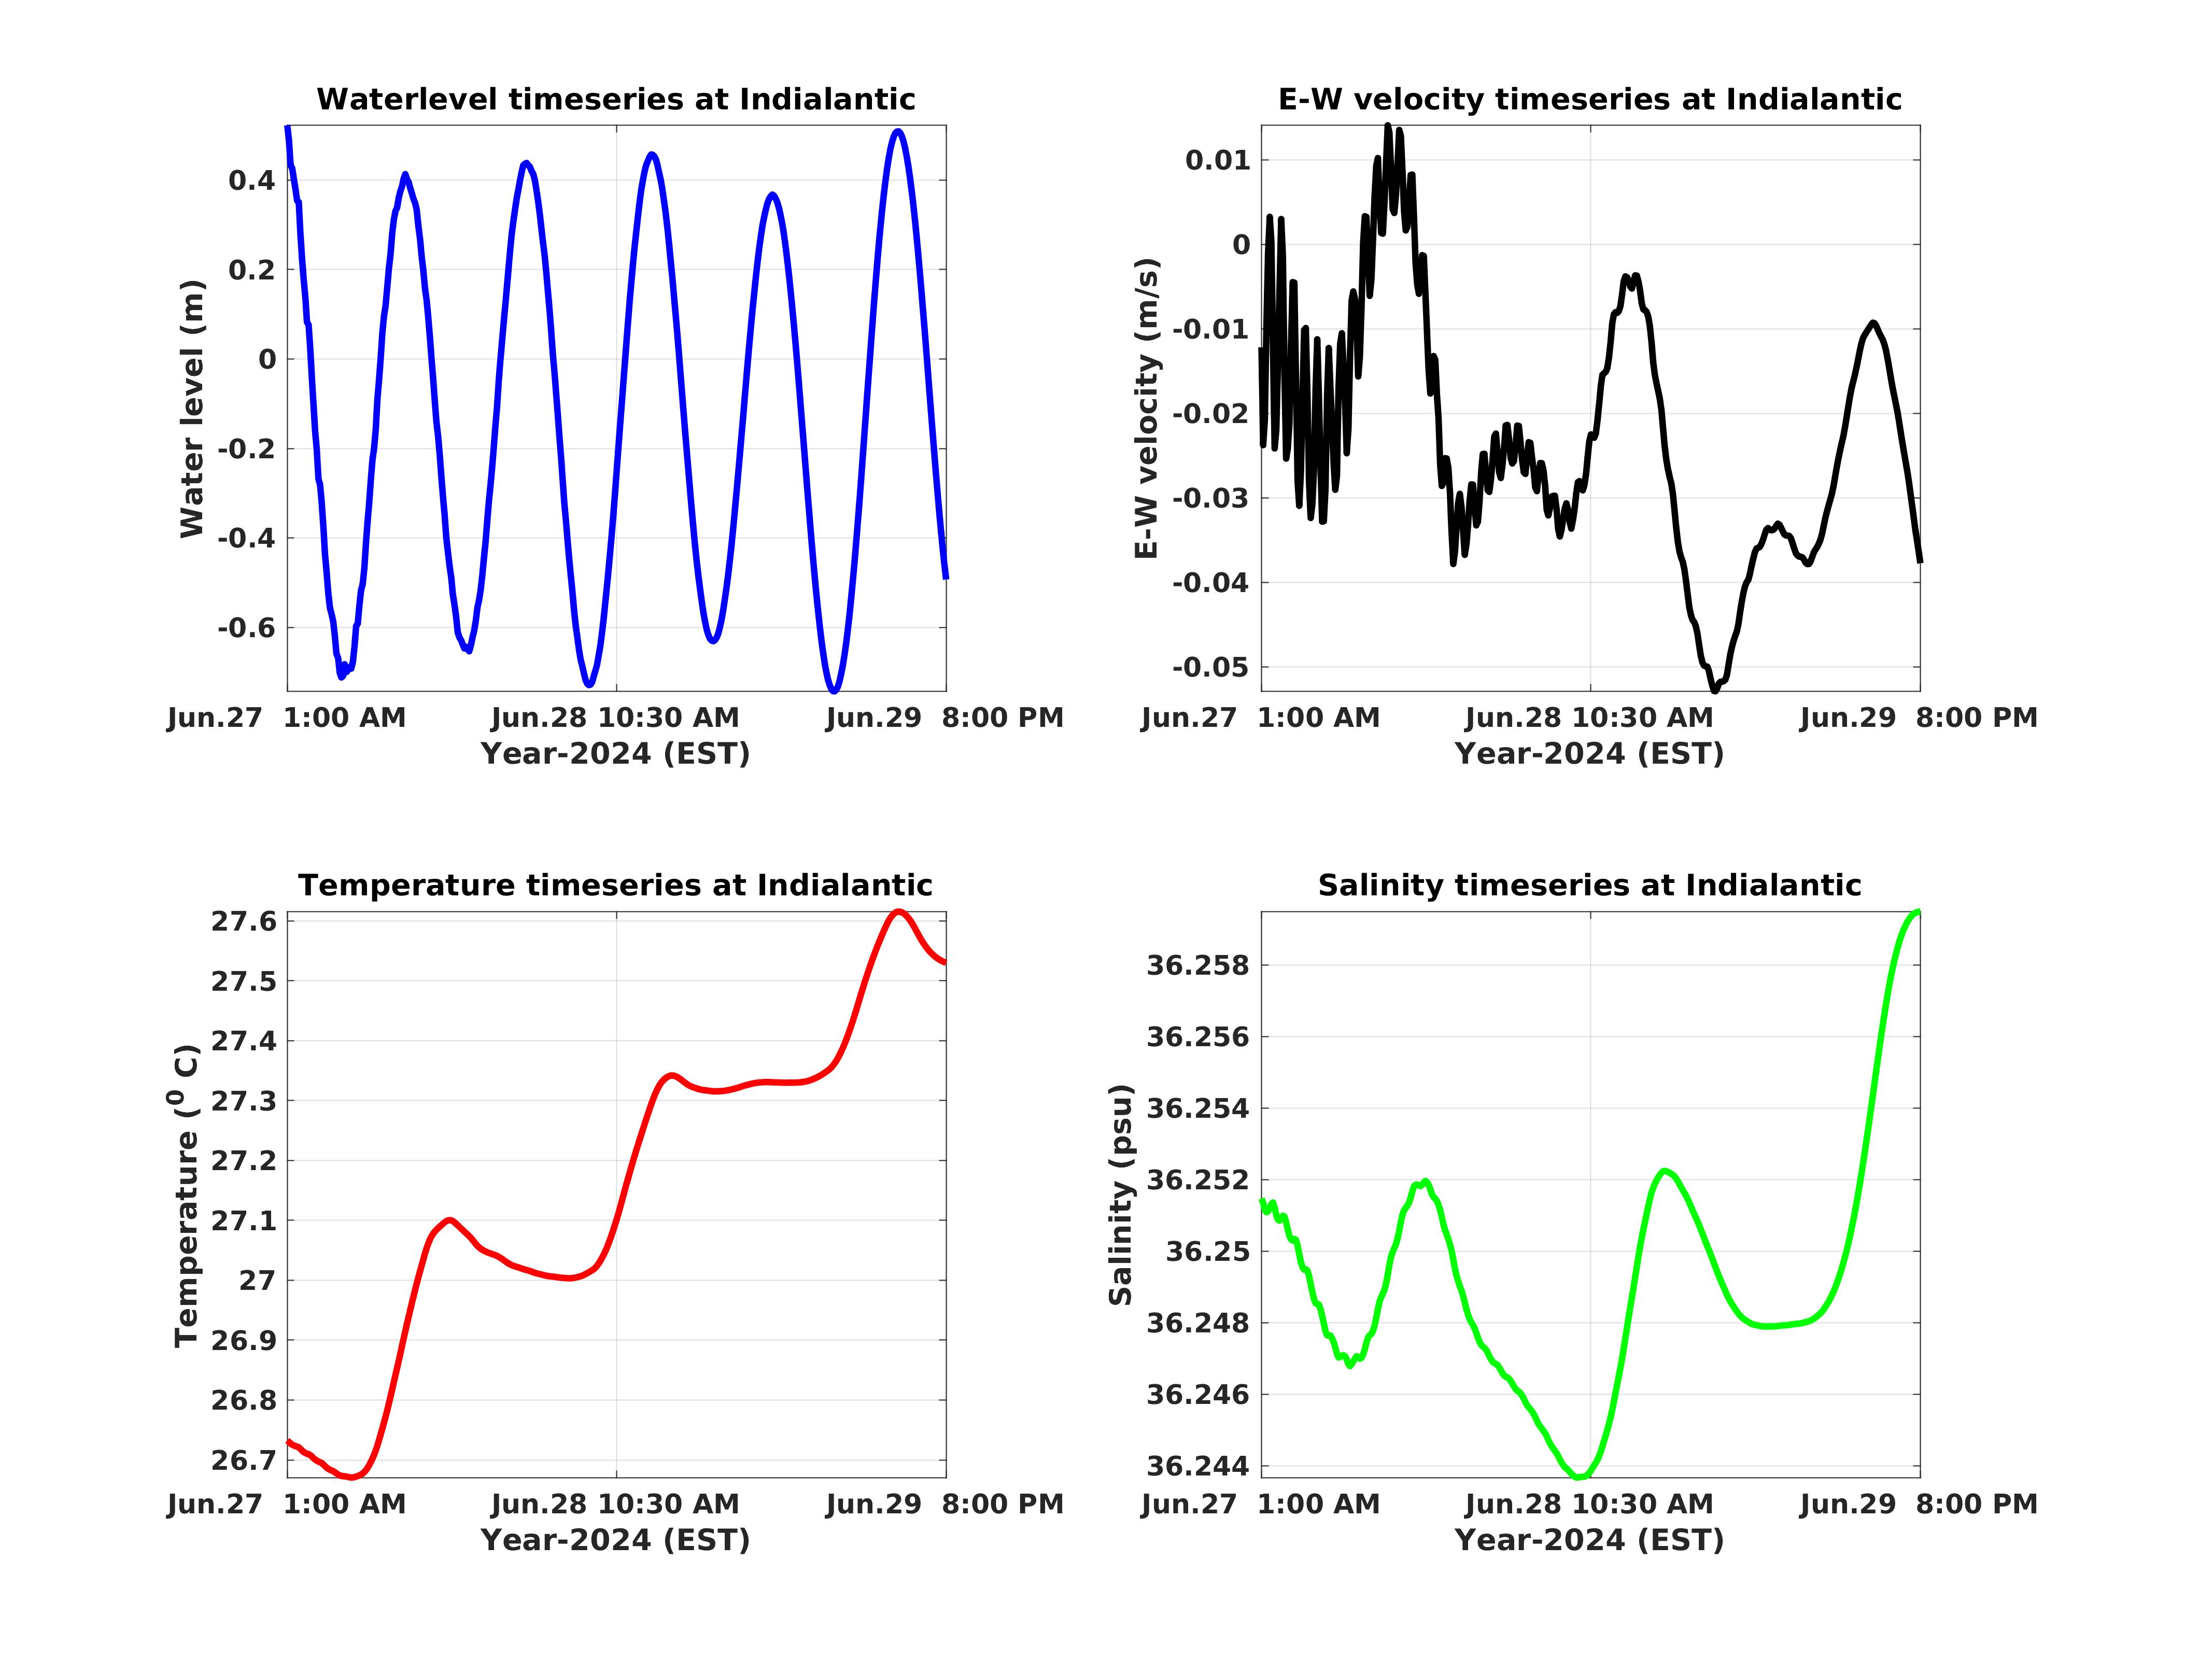 Waterlevel timeseries at Indialantic
0.4
0.2
0
-0.2
-0.4
-0.6
Water level (m)
Jun.27 1:00 AM Jun.28 10:30 AM Jun.29 8:00 PM
Year-2024 (EST)
E-W velocity timeseries at Indialantic
0.01
0
-0.01
-0.02
-0.03
-0.04
-0.05
E-W velocity (m/s)
Jun.27 1:00 AM Jun.28 10:30 AM Jun.29 8:00 PM
Year-2024 (EST)
Temperature timeseries at Indialantic
27.6
27.5
27.4
27.3
27.2
27.1
27
26.9
26.8
26.7
Temperature (⁰ C)
Jun.27 1:00 AM Jun.28 10:30 AM Jun.29 8:00 PM
Year-2024 (EST)
Salinity timeseries at Indialantic
36.258
36.256
36.254
36.252
36.25
36.248
36.246
36.244
Salinity (psu)
Jun.27 1:00 AM Jun.28 10:30 AM Jun.29 8:00 PM
Year-2024 (EST)